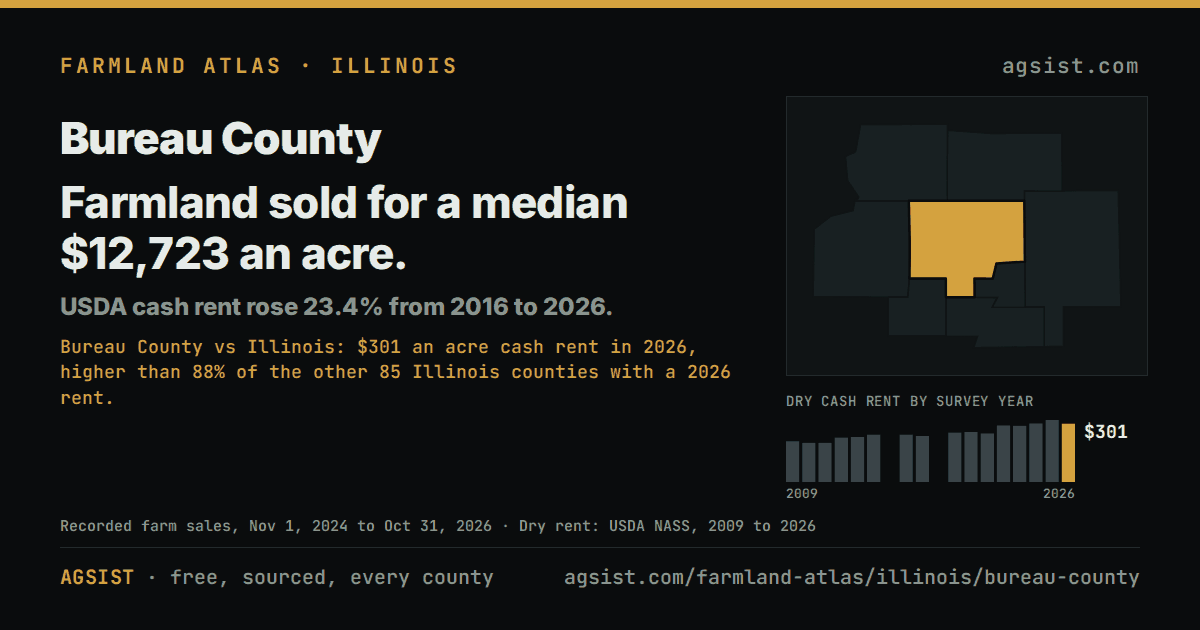 FARMLAND ATLAS · ILLINOIS
agsist.com
Bureau County
Farmland sold for a median
$12,723 an acre.
USDA cash rent rose 23.4% from 2016 to 2026.
Bureau County vs Illinois: $301 an acre cash rent in 2026,
higher than 88% of the other 85 Illinois counties with a 2026
rent.
DRY CASH RENT BY SURVEY YEAR
$301
2009
2026
Recorded farm sales, Nov 1, 2024 to Oct 31, 2026 · Dry rent: USDA NASS, 2009 to 2026
AGSIST · free, sourced, every county
agsist.com/farmland-atlas/illinois/bureau-county